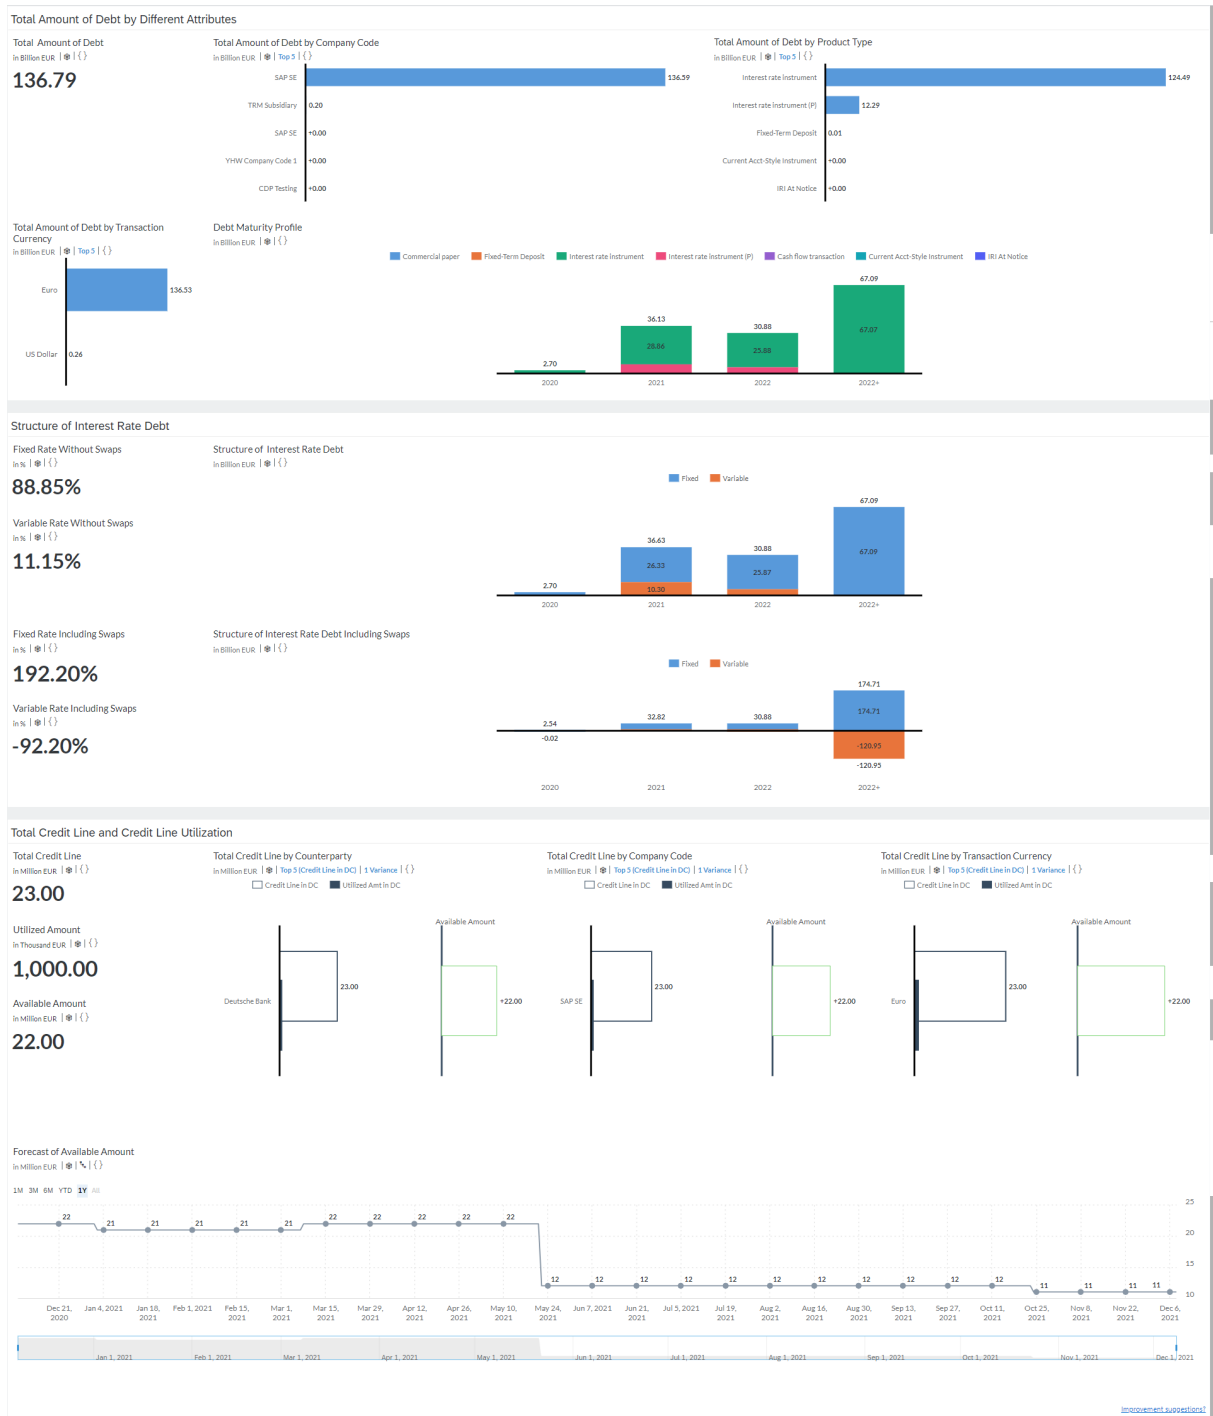 Total Amount of Debt by Different Attributes
Total Amount of Debt
in Billion EUR | | { }
136.79
Total Amount of Debt by Company Code
in Billion EUR | | Top 5 | { }
SAP SE 136.59
TRM Subsidiary 0.20
SAP SE +0.00
YHW Company Code 1 +0.00
CDP Testing +0.00
Total Amount of Debt by Product Type
in Billion EUR | | Top 5 | { }
Interest rate instrument 124.49
Interest rate instrument (P) 12.29
Fixed-Term Deposit 0.01
Current Acct-Style Instrument +0.00
IRI At Notice +0.00
Total Amount of Debt by Transaction
Currency
in Billion EUR | | Top 5 | { }
Euro 136.53
US Dollar 0.26
Debt Maturity Profile
in Billion EUR | | { }
Commercial paper Fixed-Term Deposit Interest rate instrument Interest rate instrument (P) Cash flow transaction Current Acct-Style Instrument IRI At Notice
67.09
36.13
30.88
67.07
28.86
25.88
2.70
2020 2021 2022 2022+
Structure of Interest Rate Debt
Fixed Rate Without Swaps
in % | | { }
88.85%
Variable Rate Without Swaps
in % | | { }
11.15%
Structure of Interest Rate Debt
in Billion EUR | | { }
Fixed Variable
67.09
36.63
30.88
67.09
26.33
25.87
2.70
10.30
2020 2021 2022 2022+
Fixed Rate Including Swaps
in % | | { }
192.20%
Variable Rate Including Swaps
in % | | { }
-92.20%
Structure of Interest Rate Debt Including Swaps
in Billion EUR | | { }
Fixed Variable
174.71
174.71
2.54 32.82 30.88
-0.02
-120.95
-120.95
2020 2021 2022 2022+
Total Credit Line and Credit Line Utilization
Total Credit Line
in Million EUR | | { }
23.00
Utilized Amount
in Thousand EUR | | { }
1,000.00
Available Amount
in Million EUR | | { }
22.00
Total Credit Line by Counterparty
in Million EUR | | Top 5 (Credit Line in DC) | 1 Variance | { }
Credit Line in DC Utilized Amt in DC
Available Amount
Deutsche Bank 23.00 +22.00
Total Credit Line by Company Code
in Million EUR | | Top 5 (Credit Line in DC) | 1 Variance | { }
Credit Line in DC Utilized Amt in DC
Available Amount
SAP SE 23.00 +22.00
Total Credit Line by Transaction Currency
in Million EUR | | Top 5 (Credit Line in DC) | 1 Variance | { }
Credit Line in DC Utilized Amt in DC
Available Amount
Euro 23.00 +22.00
Forecast of Available Amount
in Million EUR | | | { }
1M 3M 6M YTD 1Y All
25
22 21 21 21 21 21 22 22 22 22 22 12 12 12 12 12 12 12 12 12 12 12 11 11 11 11
20
15
10
Dec 21, 2020 Jan 4, 2021 Jan 18, 2021 Feb 1, 2021 Feb 15, 2021 Mar 1, 2021 Mar 15, 2021 Mar 29, 2021 Apr 12, 2021 Apr 26, 2021 May 10, 2021 May 24, 2021 Jun 7, 2021 Jun 21, 2021 Jul 5, 2021 Jul 19, 2021 Aug 2, 2021 Aug 16, 2021 Aug 30, 2021 Sep 13, 2021 Sep 27, 2021 Oct 11, 2021 Oct 25, 2021 Nov 8, 2021 Nov 22, 2021 Dec 6, 2021
Jan 1, 2021 Feb 1, 2021 Mar 1, 2021 Apr 1, 2021 May 1, 2021 Jun 1, 2021 Jul 1, 2021 Aug 1, 2021 Sep 1, 2021 Oct 1, 2021 Nov 1, 2021 Dec 1, 2021
Improvement suggestions?